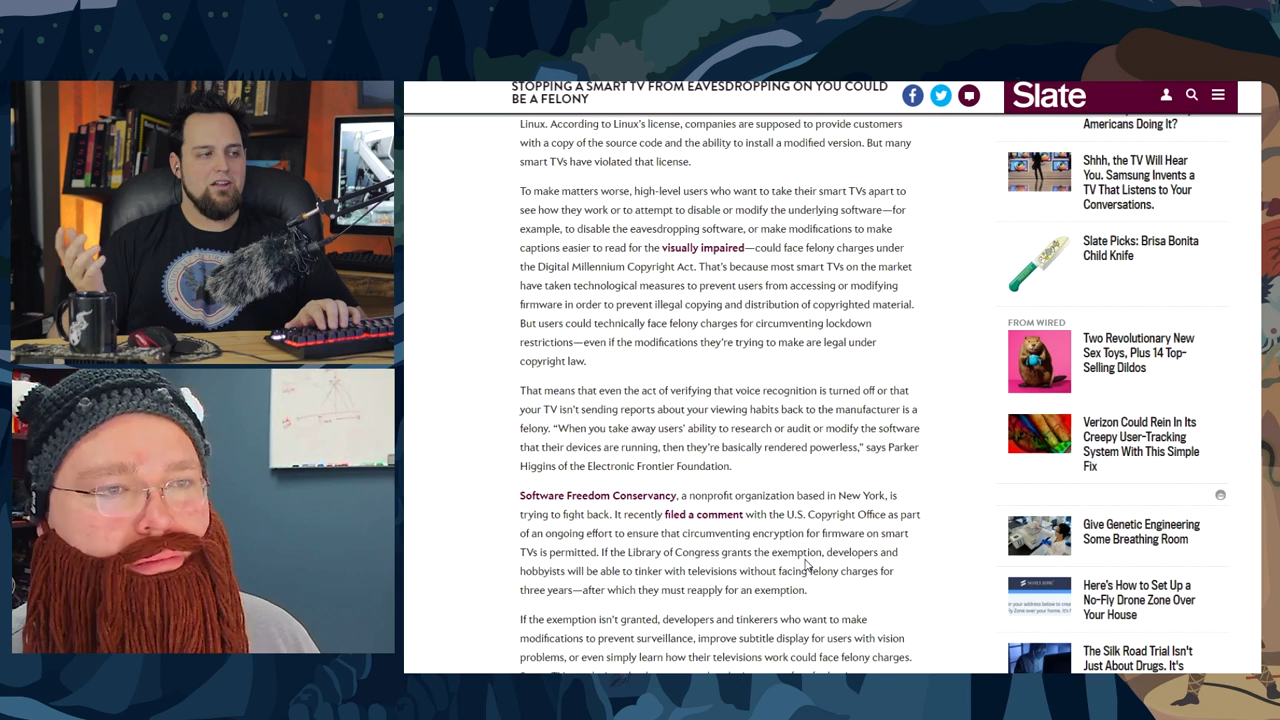 STOPPING A SMART TV FROM EAVESDROPPING ON YOU COULD
BE A FELONY
Slate
Linux. According to Linux's license, companies are supposed to provide customers
with a copy of the source code and the ability to install a modified version. But many
smart TVs have violated that license.
To make matters worse, high-level users who want to take their smart TVs apart to
see how they work or to attempt to disable or modify the underlying software—for
example, to disable the eavesdropping software, or make modifications to make
captions easier to read for the visually impaired—could face felony charges under
the Digital Millennium Copyright Act. That's because most smart TVs on the market
have taken technological measures to prevent users from accessing or modifying
firmware in order to prevent illegal copying and distribution of copyrighted material.
But users could technically face felony charges for circumventing lockdown
restrictions—even if the modifications they're trying to make are legal under
copyright law.
That means that even the act of verifying that voice recognition is turned off or that
your TV isn't sending reports about your viewing habits back to the manufacturer is a
felony. “When you take away users' ability to research or audit or modify the software
that their devices are running, then they're basically rendered powerless,” says Parker
Higgins of the Electronic Frontier Foundation.
Software Freedom Conservancy, a nonprofit organization based in New York, is
trying to fight back. It recently filed a comment with the U.S. Copyright Office as part
of an ongoing effort to ensure that circumventing encryption for firmware on smart
TVs is permitted. If the Library of Congress grants the exemption, developers and
hobbyists will be able to tinker with televisions without facing felony charges for
three years—after which they must reapply for an exemption.
If the exemption isn't granted, developers and tinkerers who want to make
modifications to prevent surveillance, improve subtitle display for users with vision
problems, or even simply learn how their televisions work could face felony charges.
Americans Doing It?
Shhh, the TV Will Hear
You. Samsung Invents a
TV That Listens to Your
Conversations.
Slate Picks: Brisa Bonita
Child Knife
FROM WIRED
Two Revolutionary New
Sex Toys, Plus 14 Top-
Selling Dildos
Verizon Could Rein In Its
Creepy User-Tracking
System With This Simple
Fix
Give Genetic Engineering
Some Breathing Room
Here's How to Set Up a
No-Fly Drone Zone Over
Your House
The Silk Road Trial Isn't
Just About Drugs. It's